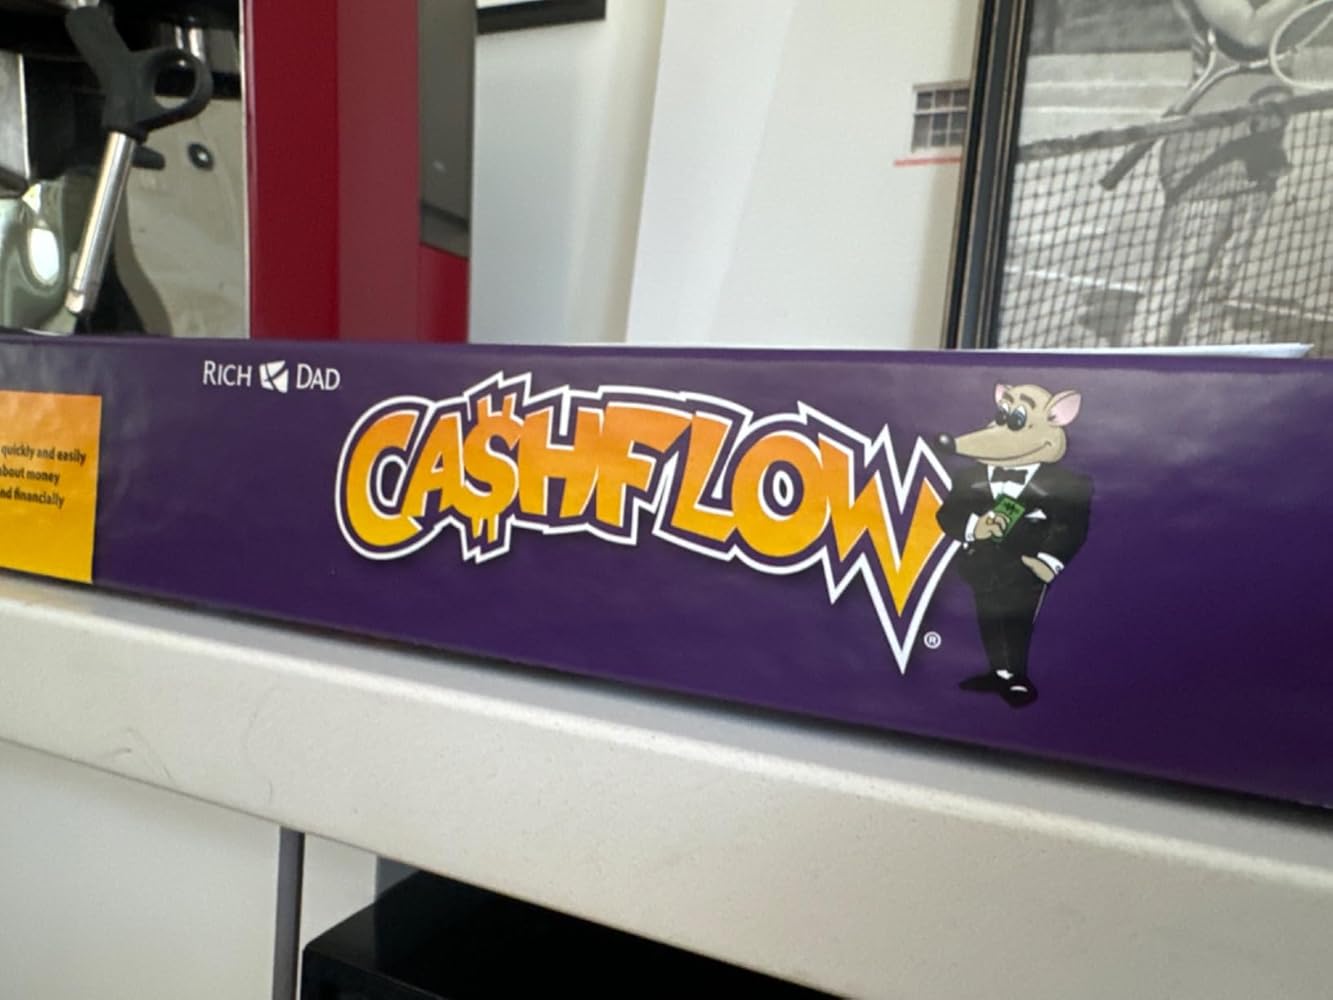 RICH DAD
CA$HFLOW
®
quickly and easily
about money
nd financially